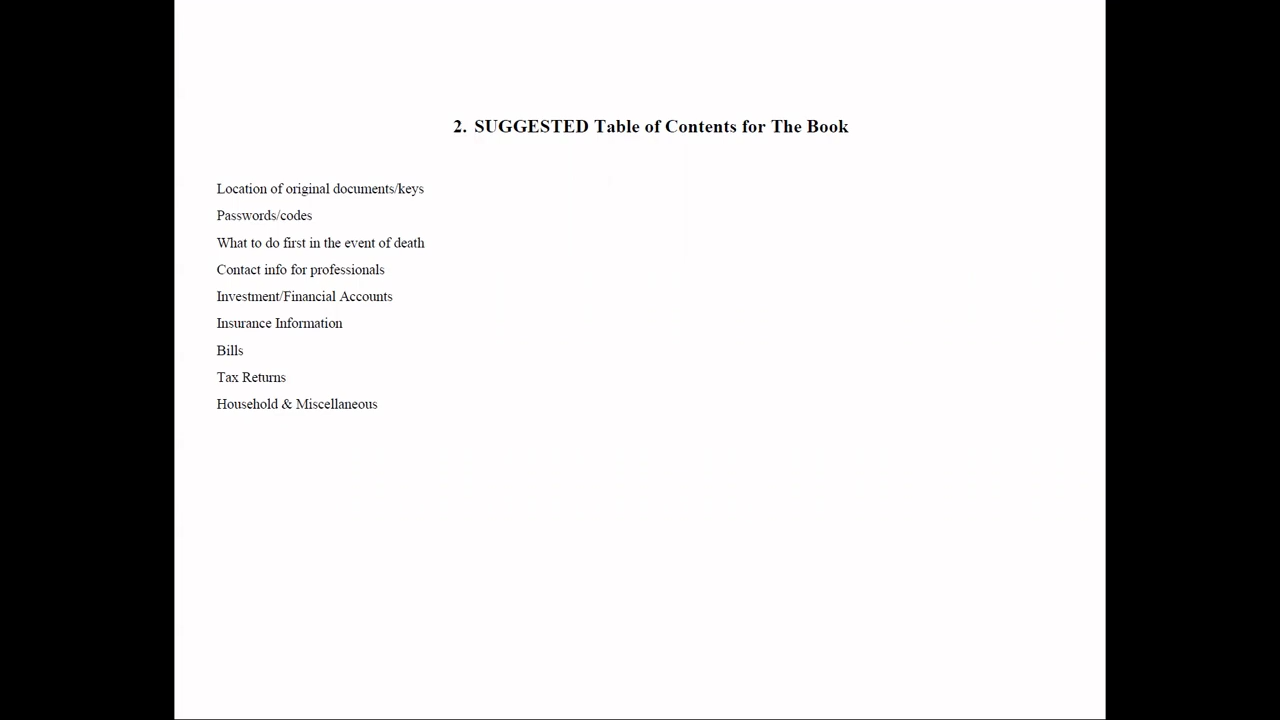 2. SUGGESTED Table of Contents for The Book
Location of original documents/keys
Passwords/codes
What to do first in the event of death
Contact info for professionals
Investment/Financial Accounts
Insurance Information
Bills
Tax Returns
Household & Miscellaneous